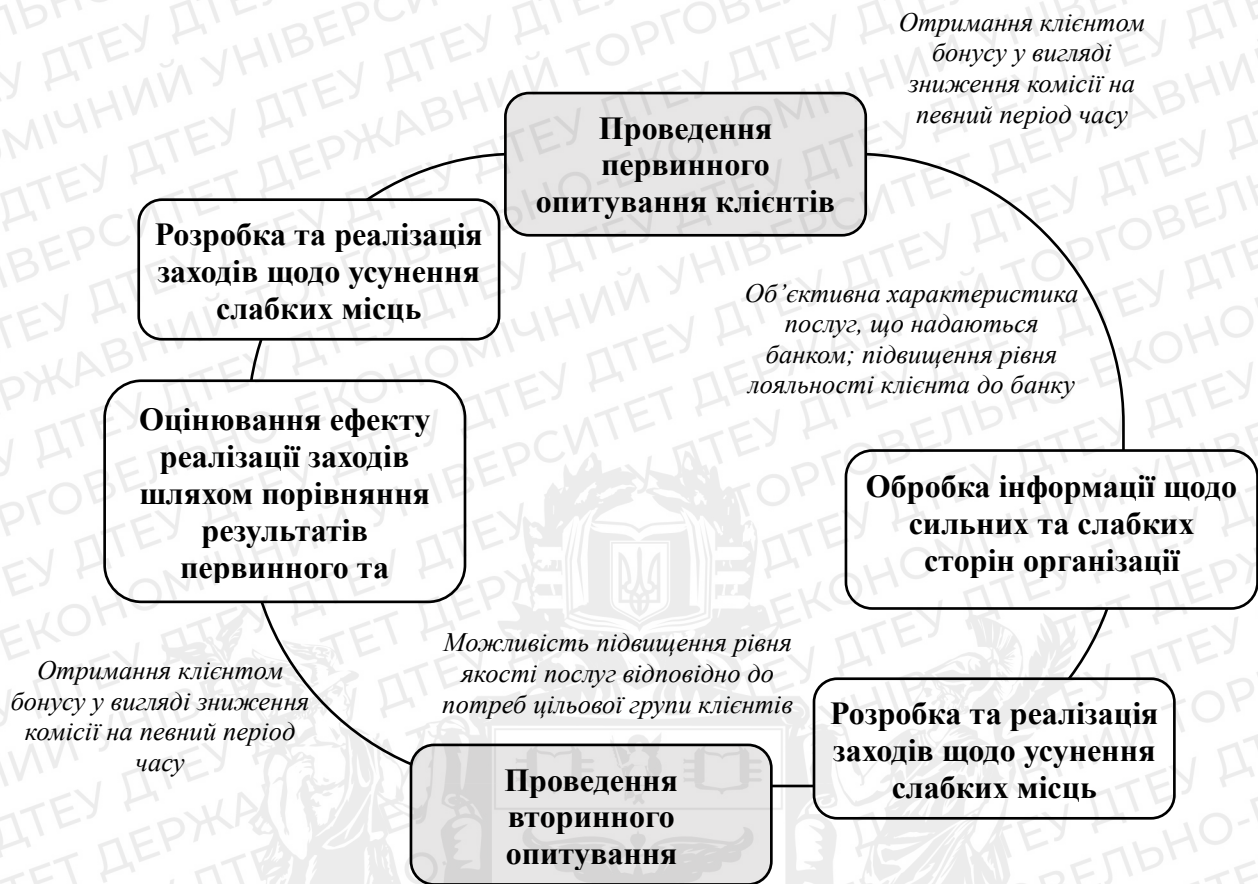 Отримання клієнтом
бонусу у вигляді
зниження комісії на
певний період часу
Проведення
первинного
опитування клієнтів
Розробка та реалізація
заходів щодо усунення
слабких місць
Об’єктивна характеристика
послуг, що надаються
банком; підвищення рівня
лояльності клієнта до банку
Оцінювання ефекту
реалізації заходів
шляхом порівняння
результатів
первинного та
Обробка інформації щодо
сильних та слабких
сторін організації
Можливість підвищення рівня
якості послуг відповідно до
потреб цільової групи клієнтів
Отримання клієнтом
бонусу у вигляді зниження
комісії на певний період
часу
Розробка та реалізація
заходів щодо усунення
слабких місць
Проведення
вторинного
опитування